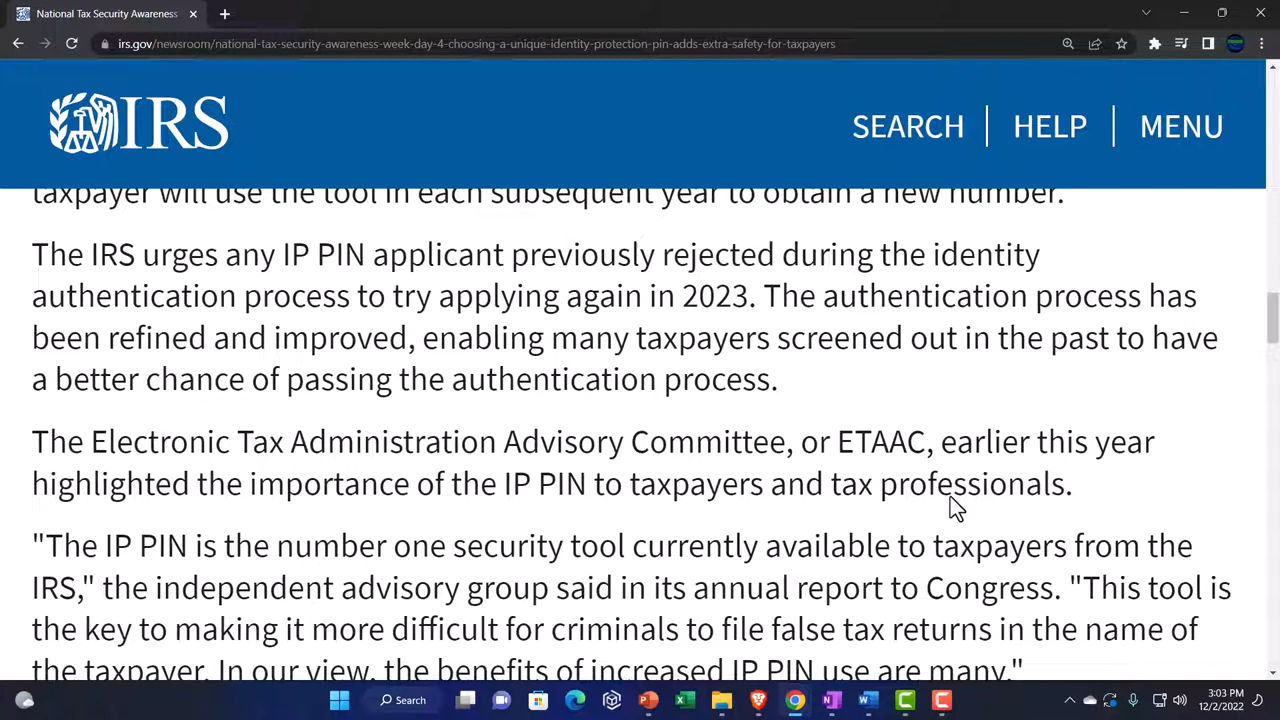 National Tax Security Awareness
irs.gov/newsroom/national-tax-security-awareness-week-day-4-choosing-a-unique-identity-protection-pin-adds-extra-safety-for-taxpayers
IRS
SEARCH
HELP
MENU
taxpayer will use the tool in each subsequent year to obtain a new number.
The IRS urges any IP PIN applicant previously rejected during the identity
authentication process to try applying again in 2023. The authentication process has
been refined and improved, enabling many taxpayers screened out in the past to have
a better chance of passing the authentication process.
The Electronic Tax Administration Advisory Committee, or ETAAC, earlier this year
highlighted the importance of the IP PIN to taxpayers and tax professionals.
"The IP PIN is the number one security tool currently available to taxpayers from the
IRS," the independent advisory group said in its annual report to Congress. "This tool is
the key to making it more difficult for criminals to file false tax returns in the name of
the taxpayer. In our view, the benefits of increased IP PIN use are many."
Search
3:03 PM
12/2/2022